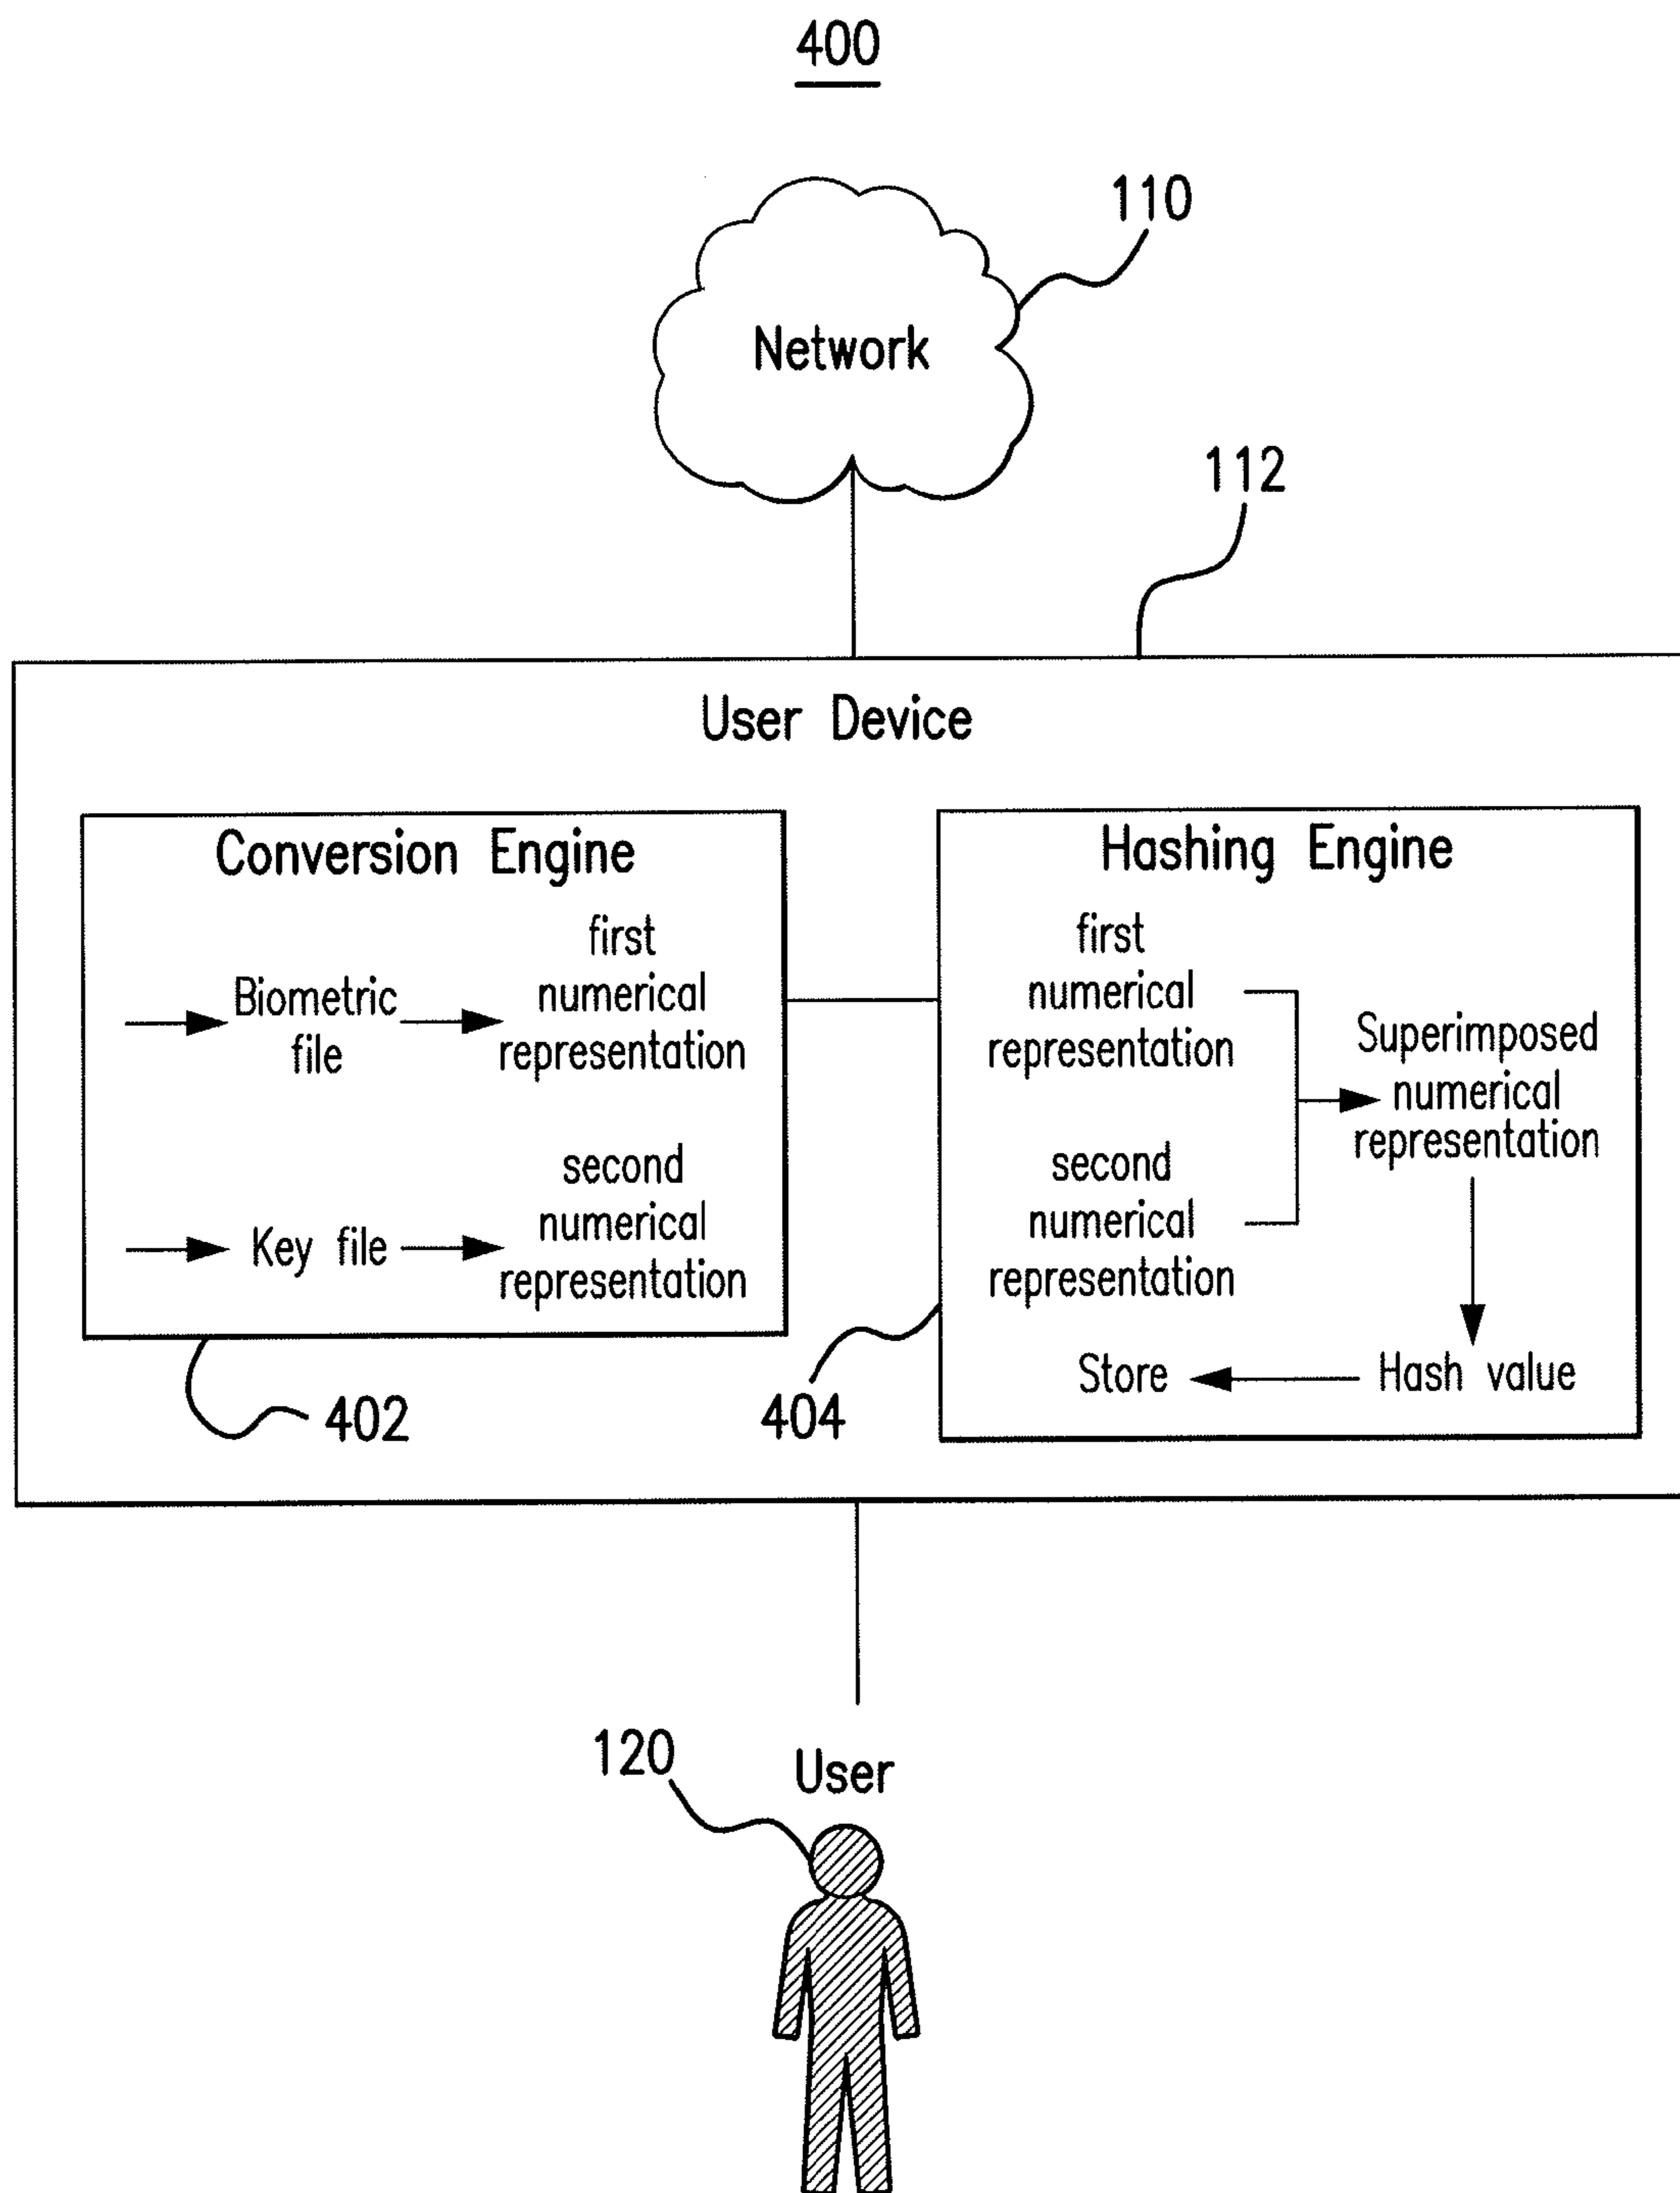 400
110
Network
112
User Device
Conversion Engine
Biometric
file
first
numerical
representation
Key file
second
numerical
representation
402
Hashing Engine
first
numerical
representation
second
numerical
representation
Superimposed
numerical
representation
Hash value
Store
404
120
User